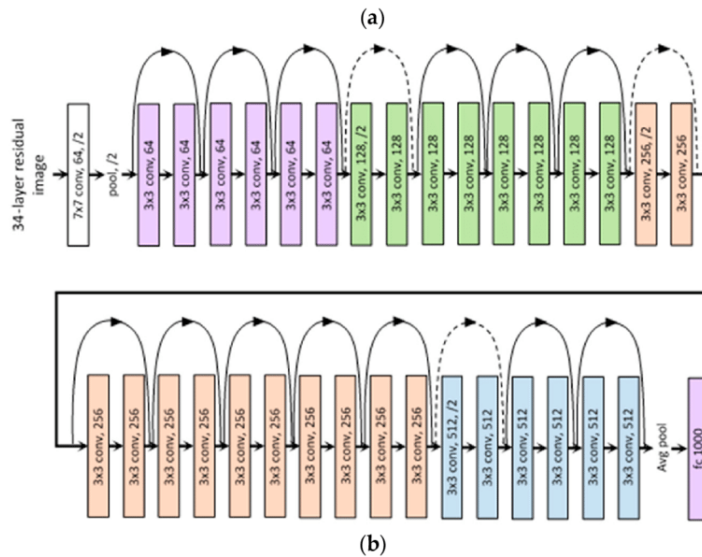 (a)
34-layer residual
image
7x7 conv, 64, /2
pool, /2
3x3 conv, 64
3x3 conv, 64
3x3 conv, 64
3x3 conv, 64
3x3 conv, 64
3x3 conv, 64
3x3 conv, 128, /2
3x3 conv, 128
3x3 conv, 128
3x3 conv, 128
3x3 conv, 128
3x3 conv, 128
3x3 conv, 128
3x3 conv, 128
3x3 conv, 256, /2
3x3 conv, 256
3x3 conv, 256
3x3 conv, 256
3x3 conv, 256
3x3 conv, 256
3x3 conv, 256
3x3 conv, 256
3x3 conv, 256
3x3 conv, 256
3x3 conv, 256
3x3 conv, 256
3x3 conv, 512, /2
3x3 conv, 512
3x3 conv, 512
3x3 conv, 512
3x3 conv, 512
3x3 conv, 512
Avg pool
fc 1000
(b)